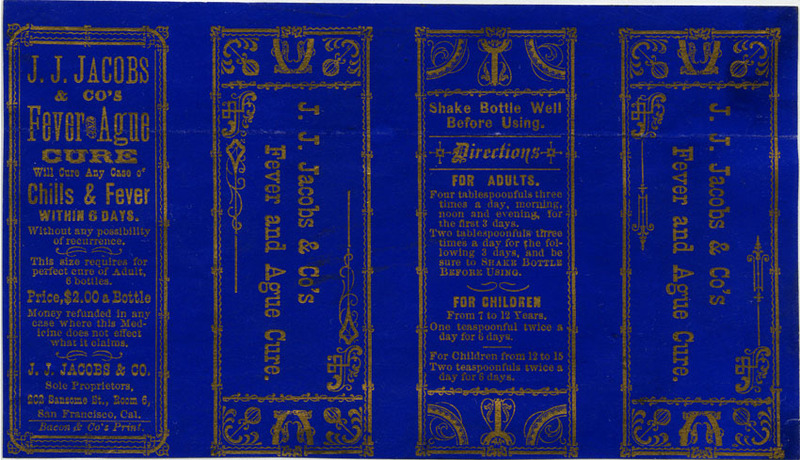 J. J. JACOBS
& CO'S
Fever and Ague
CURE
Will Cure Any Case of
Chills & Fever
WITHIN 6 DAYS.
Without any possibility
of recurrence.
This size requires for
perfect cure of Adult,
6 bottles.
Price, $2.00 a Bottle
Money refunded in any
case where this Med-
icine does not effect
what it claims.
J. J. JACOBS & CO.
Sole Proprietors,
202 Sansome St., Room 6,
San Francisco, Cal.
Bacon & Co's Print.
J. J. Jacobs & Co's
Fever and Ague Cure.
Shake Bottle Well
Before Using.
Directions
FOR ADULTS.
Four tablespoonfuls three
times a day, morning,
noon and evening, for
the first 3 days.
Two tablespoonfuls three
times a day for the fol-
lowing 3 days, and be
sure to SHAKE BOTTLE
BEFORE USING.
FOR CHILDREN
From 7 to 12 Years.
One teaspoonful twice a
day for 6 days.
For Children from 12 to 15
Two teaspoonfuls twice a
day for 6 days.
J. J. Jacobs & Co's
Fever and Ague Cure.